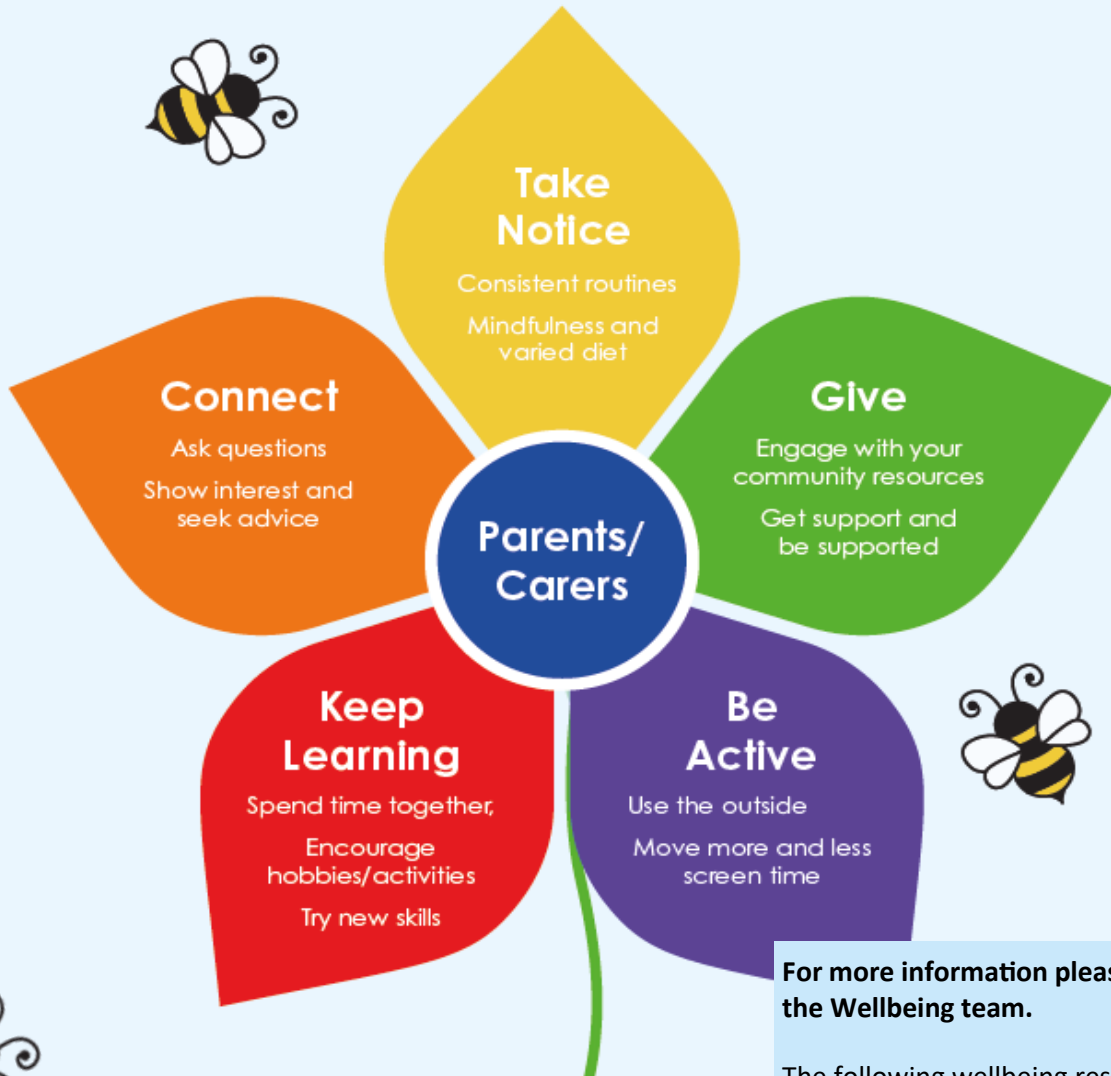 Take
Notice
Consistent routines
Mindfulness and
varied diet
Connect
Ask questions
Show interest and
seek advice
Give
Engage with your
community resources
Get support and
be supported
Parents/
Carers
Keep
Learning
Spend time together,
Encourage
hobbies/activities
Try new skills
Be
Active
Use the outside
Move more and less
screen time
For more information
the Wellbeing team.
The following wellbeing